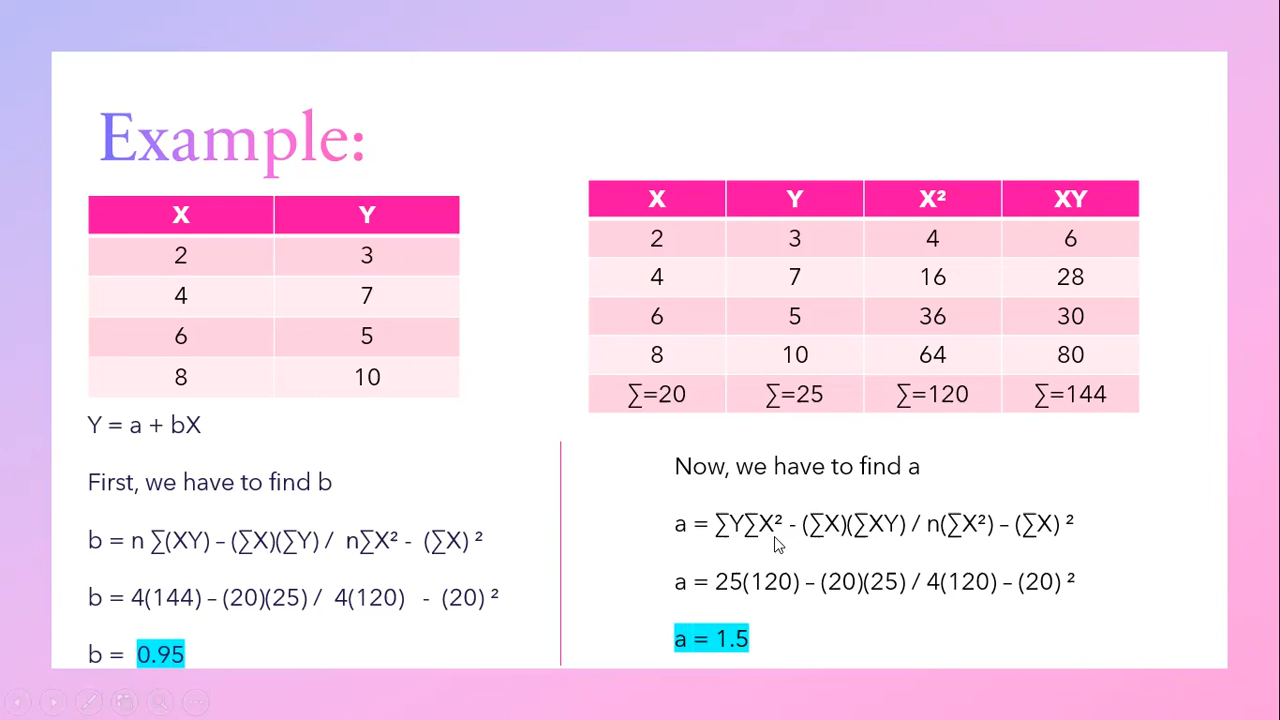 Example:
X Y
2 3
4 7
6 5
8 10
Y = a + bX
First, we have to find b
b = n ∑(XY) – (∑X)(∑Y) / n∑X² - (∑X) ²
b = 4(144) – (20)(25) / 4(120) - (20) ²
b = 0.95
X Y X² XY
2 3 4 6
4 7 16 28
6 5 36 30
8 10 64 80
∑=20 ∑=25 ∑=120 ∑=144
Now, we have to find a
a = ∑Y∑X² - (∑X)(∑XY) / n(∑X²) – (∑X) ²
a = 25(120) – (20)(25) / 4(120) – (20) ²
a = 1.5